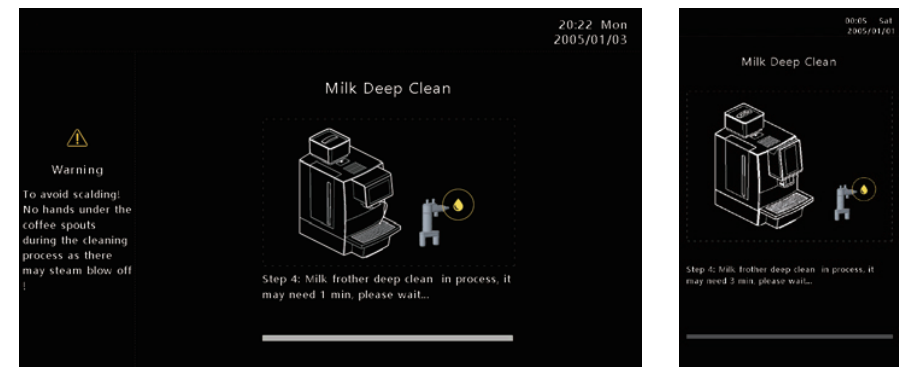 20:22 Mon
2005/01/03
Milk Deep Clean
Warning
To avoid scalding!
No hands under the
coffee spouts
during the cleaning
process as there
may steam blow off
!
Step 4: Milk frother deep clean in process, it
may need 1 min, please wait...
00:05 Sat
2005/01/01
Milk Deep Clean
Step 4: Milk frother deep clean in process, it
may need 3 min, please wait...